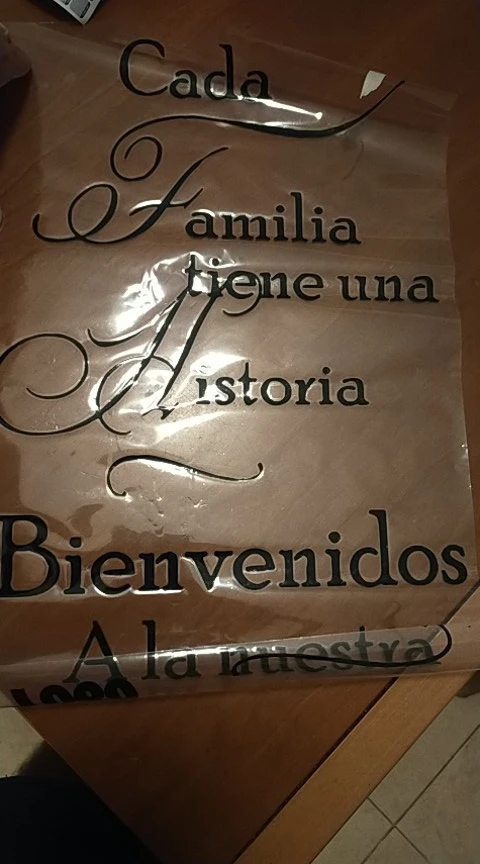 Cada
Familia
tiene una
Historia
Bienvenidos
A la nuestra